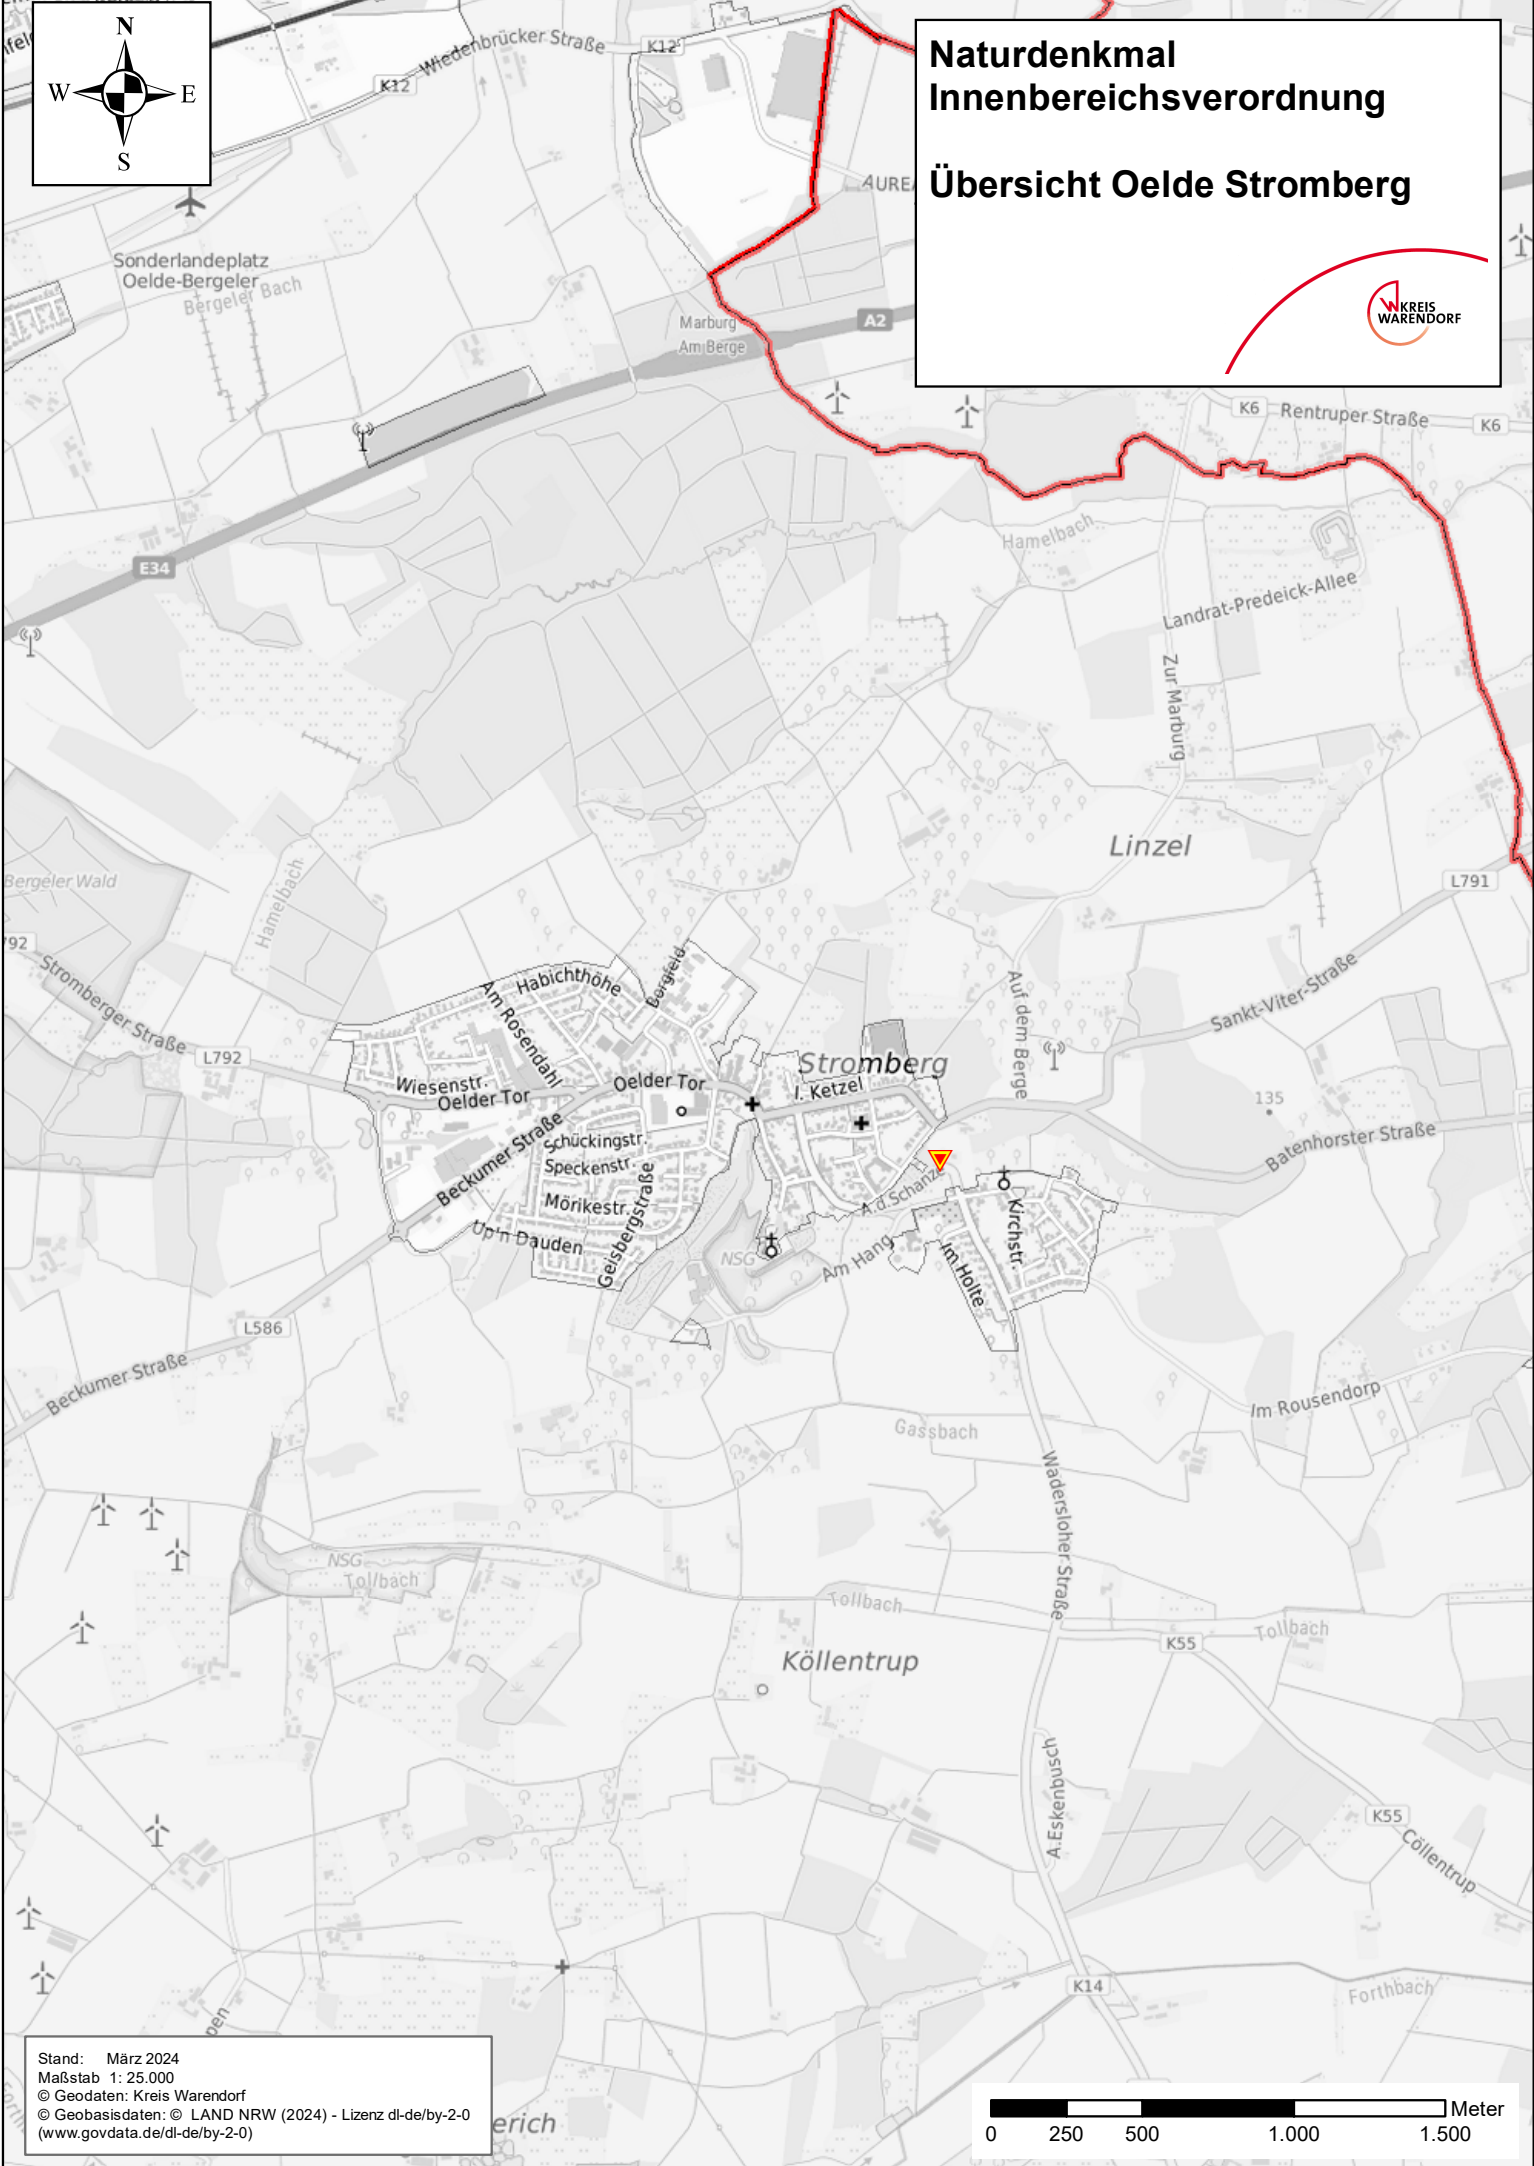 N
W
E
S
Naturdenkmal
Innenbereichsverordnung
Übersicht Oelde Stromberg
KREIS
WARENDORF
Wiedenbrücker Straße
K12
K12
AUREA
Sonderlandeplatz
Oelde-Bergeler
Bergeler Bach
Marburg
Am Berge
A2
K6
Rentruper Straße
K6
E34
Hamelbach
Landrat-Predeick-Allee
Zur Marburg
Linzel
Bergeler Wald
Hamelbach
L791
Stromberger Straße
L792
Habichthöhe
Borgfeld
Am Rosendahl
Auf dem Berge
Sankt-Viter-Straße
Stromberg
I. Ketzel
Wiesenstr.
Oelder Tor
Oelder Tor
135
Batenhorster Straße
Schückingstr.
Speckenstr.
Beckumer Straße
Mörikestr.
Geisbergstraße
Up'n Dauden
A.d.Schanze
Kirchstr.
NSG
Am Hang
Im Holte
L586
Beckumer Straße
Im Rousendorp
Gassbach
Wadersloher Straße
NSG
Tollbach
Tollbach
Tollbach
K55
Köllentrup
A.Eskenbusch
K55
Cöllentrup
K14
Forthbach
pen
erich
Stand: März 2024
Maßstab 1: 25.000
© Geodaten: Kreis Warendorf
© Geobasisdaten: © LAND NRW (2024) - Lizenz dl-de/by-2-0
(www.govdata.de/dl-de/by-2-0)
Meter
0 250 500 1.000 1.500